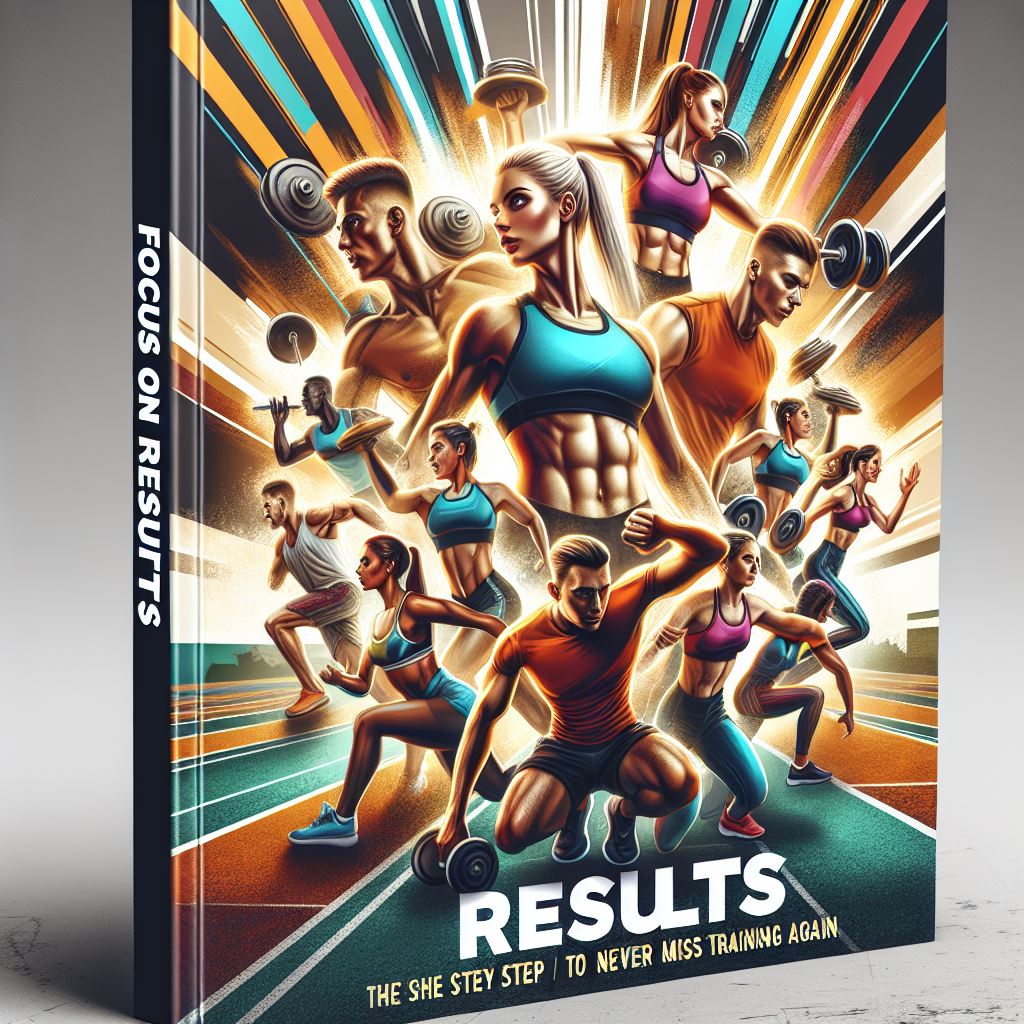 FOCUS ON RESULTS
RESULTS
THE SHE STEY STEP / TO NEVER MISS TRAINING AGAIN